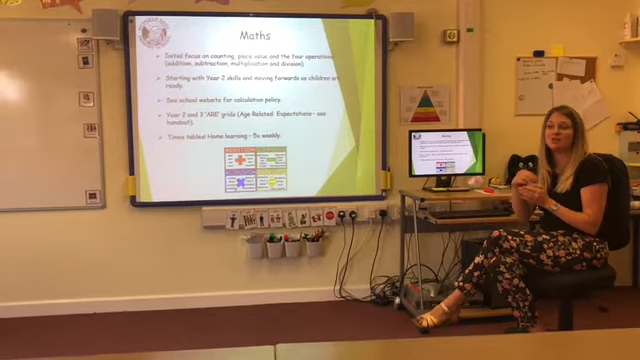 Maths
Initial focus on counting, place value and the four operations
(addition, subtraction, multiplication and division).
Starting with Year 2 skills and moving forwards as children are
ready.
See school website for calculation policy.
Year 2 and 3 'ARE' grids (Age Related Expectations – see
handout).
Times tables! Home learning – 5x weekly.